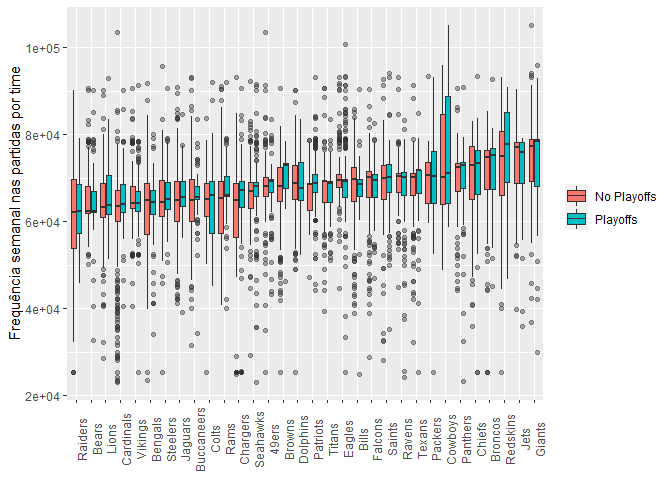 Frequência semanal nas partidas por time
1e+05
8e+04
6e+04
4e+04
2e+04
Raiders
Bears
Lions
Cardinals
Vikings
Bengals
Steelers
Jaguars
Buccaneers
Colts
Rams
Chargers
Seahawks
49ers
Browns
Dolphins
Patriots
Titans
Eagles
Bills
Falcons
Saints
Ravens
Texans
Packers
Cowboys
Panthers
Chiefs
Broncos
Redskins
Jets
Giants
No Playoffs
Playoffs